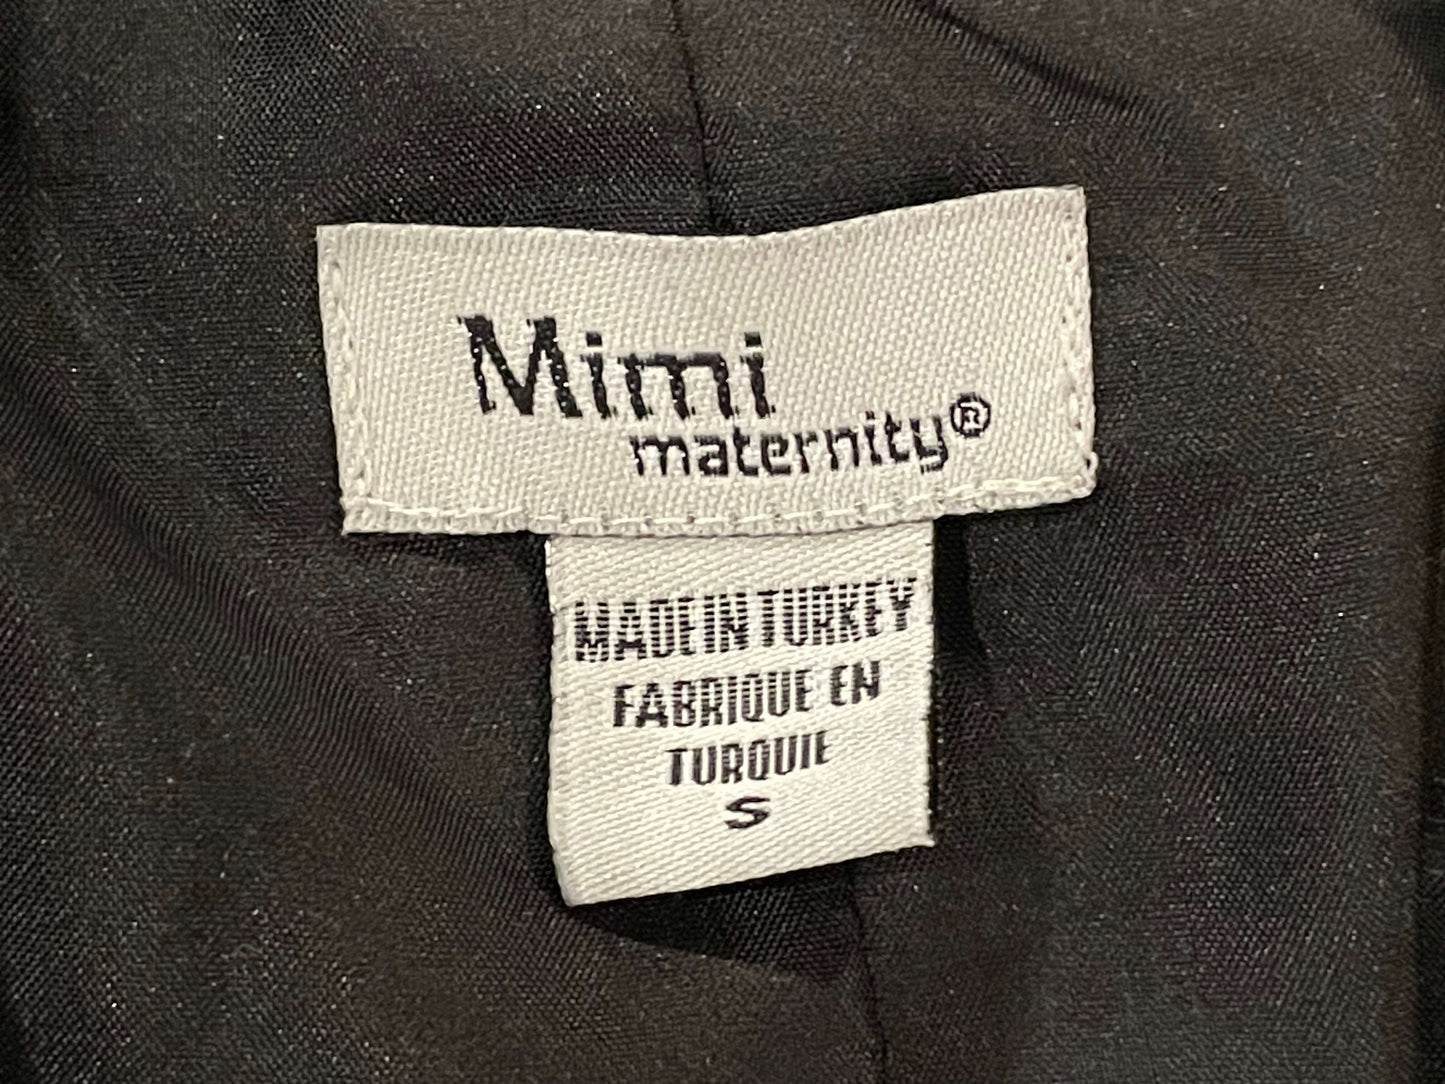 Mimi
maternity®
MADE IN TURKEY
FABRIQUE EN
TURQUIE
S